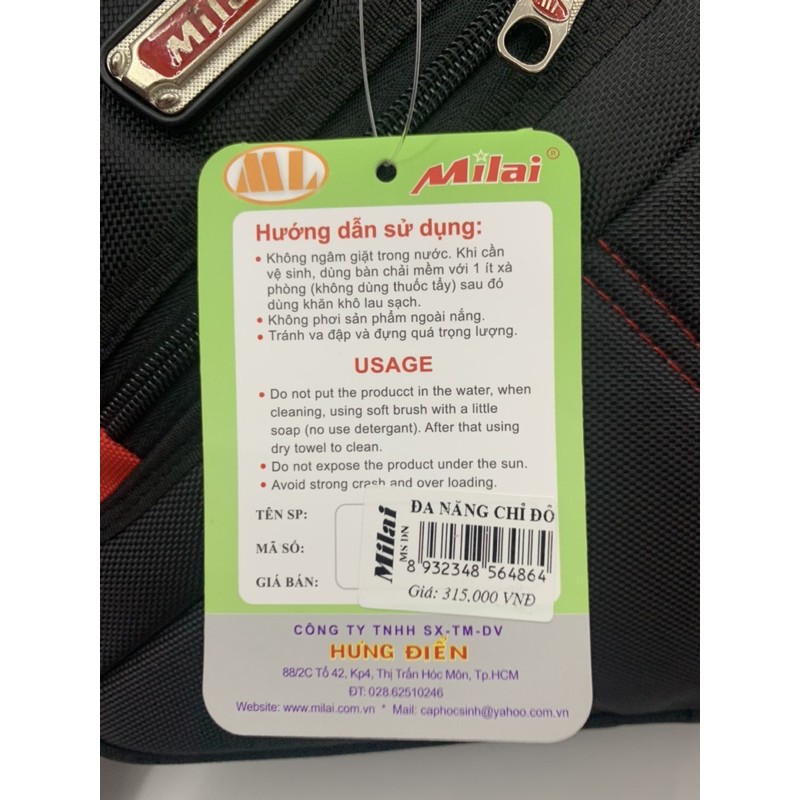 Milai
ML
Milai®
Hướng dẫn sử dụng:
• Không ngâm giặt trong nước. Khi cần
vệ sinh, dùng bàn chải mềm với 1 ít xà
phòng (không dùng thuốc tẩy) sau đó
dùng khăn khô lau sạch.
• Không phơi sản phẩm ngoài nắng.
• Tránh va đập và đựng quá trọng lượng.
USAGE
• Do not put the producct in the water, when
cleaning, using soft brush with a little
soap (no use detergant). After that using
dry towel to clean.
• Do not expose the product under the sun.
• Avoid strong crash and over loading.
TÊN SP:
MÃ SỐ:
GIÁ BÁN:
Milai
MS DN
ĐA NĂNG CHỈ ĐỎ
8 932348 564864
Giá: 315.000 VNĐ
CÔNG TY TNHH SX-TM-DV
HƯNG ĐIỂN
88/2C Tổ 42, Kp4, Thị Trấn Hóc Môn, Tp.HCM
ĐT: 028.62510246
Website: www.milai.com.vn * Mail: caphocsinh@yahoo.com.vn